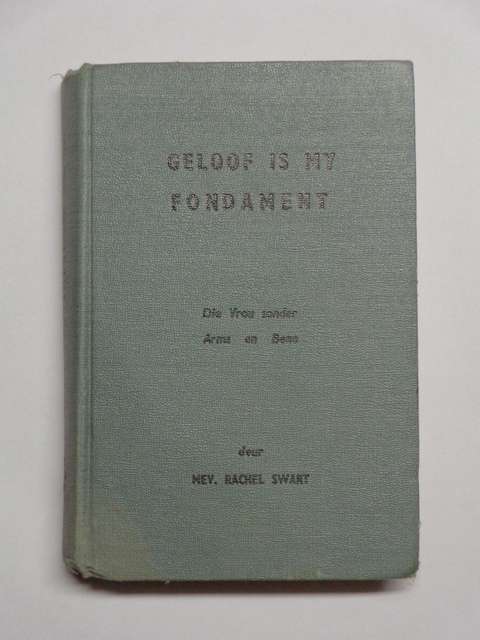 GELOOF IS MY
FONDAMENT
Die Vrou sonder
Arms en Bene
deur
MEV. RACHEL SWART